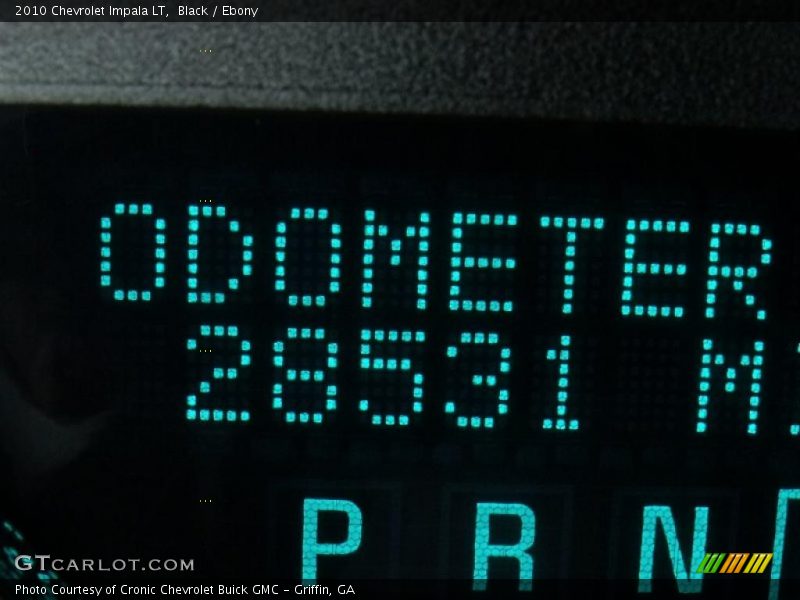 2010 Chevrolet Impala LT,  Black / Ebony
ODOMETER
28531 M
P R N
GTCARLOT.COM
Photo Courtesy of Cronic Chevrolet Buick GMC - Griffin, GA